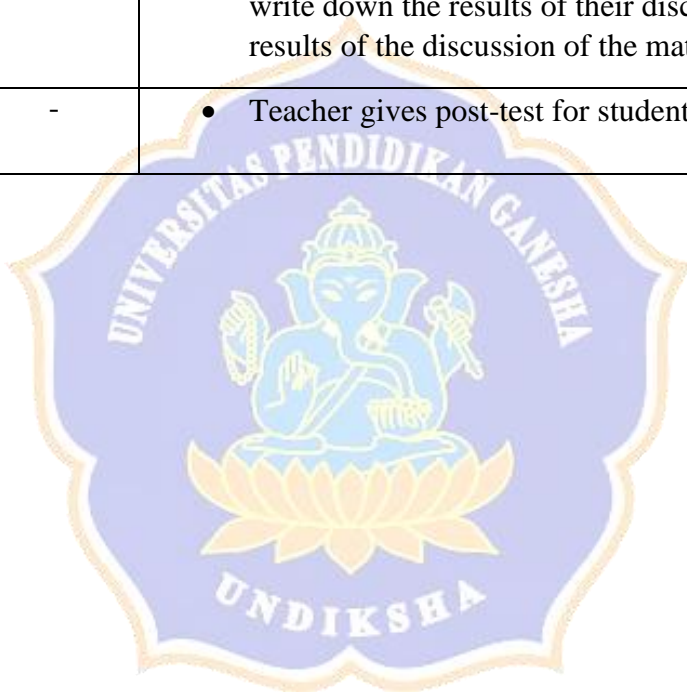 write down the results of their disc
results of the discussion of the mat
- • Teacher gives post-test for student
UNIVERSITAS PENDIDIKAN GANESHA
UNDIKSHA